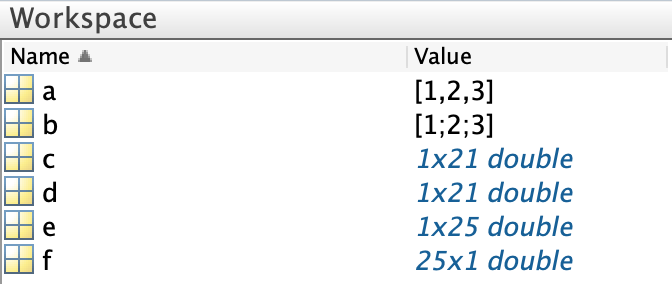 Workspace
Name Value
a [1,2,3]
b [1;2;3]
c 1x21 double
d 1x21 double
e 1x25 double
f 25x1 double